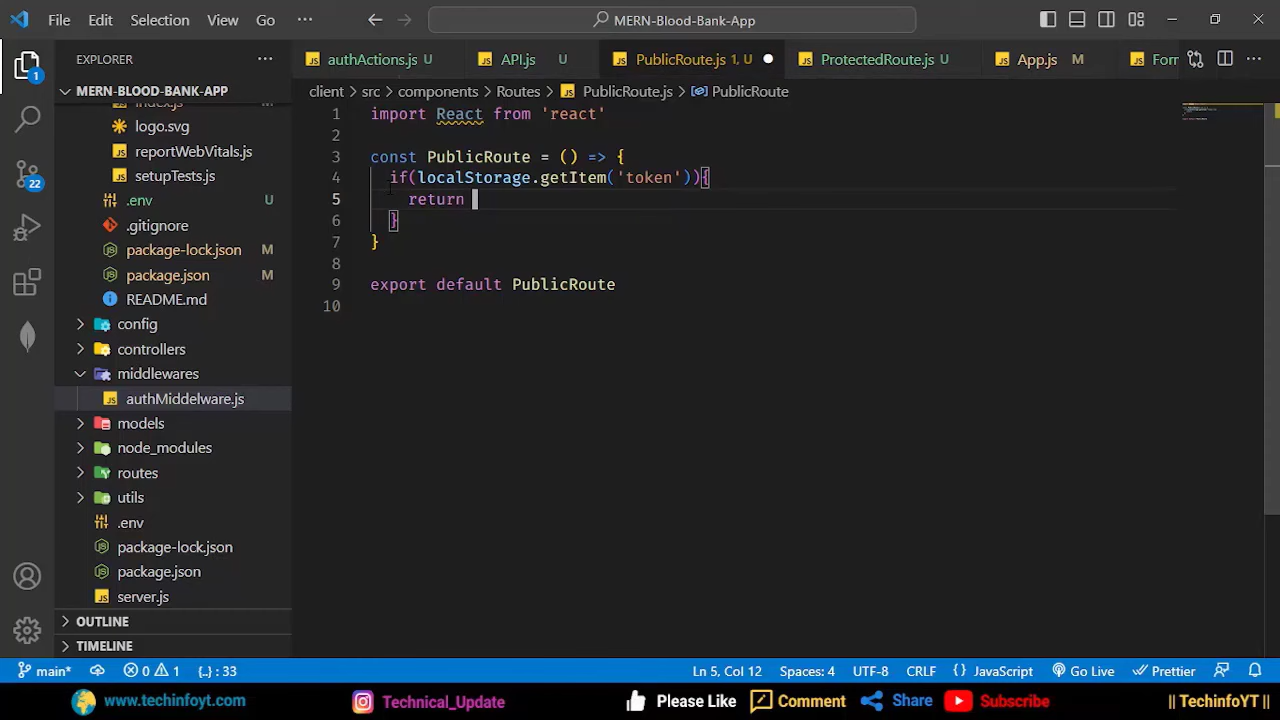 File Edit Selection View Go ··· MERN-Blood-Bank-App
EXPLORER ··· authActions.js U API.js U PublicRoute.js 1, U ProtectedRoute.js U App.js M Forr ···
MERN-BLOOD-BANK-APP client > src > components > Routes > PublicRoute.js > PublicRoute
index.js
logo.svg
reportWebVitals.js
setupTests.js
.env U
.gitignore
package-lock.json M
package.json M
README.md
config
controllers
middlewares
authMiddelware.js
models
node_modules
routes
utils
.env
package-lock.json
package.json
server.js
OUTLINE
TIMELINE
1
22
1 import React from 'react'
2
3 const PublicRoute = () => {
4 if(localStorage.getItem('token')){
5 return
6 }
7 }
8
9 export default PublicRoute
10
main* 0 1 {..} : 33 Ln 5, Col 12 Spaces: 4 UTF-8 CRLF {} JavaScript Go Live Prettier
www.techinfoyt.com Technical_Update Please Like Comment Share Subscribe || TechinfoYT ||